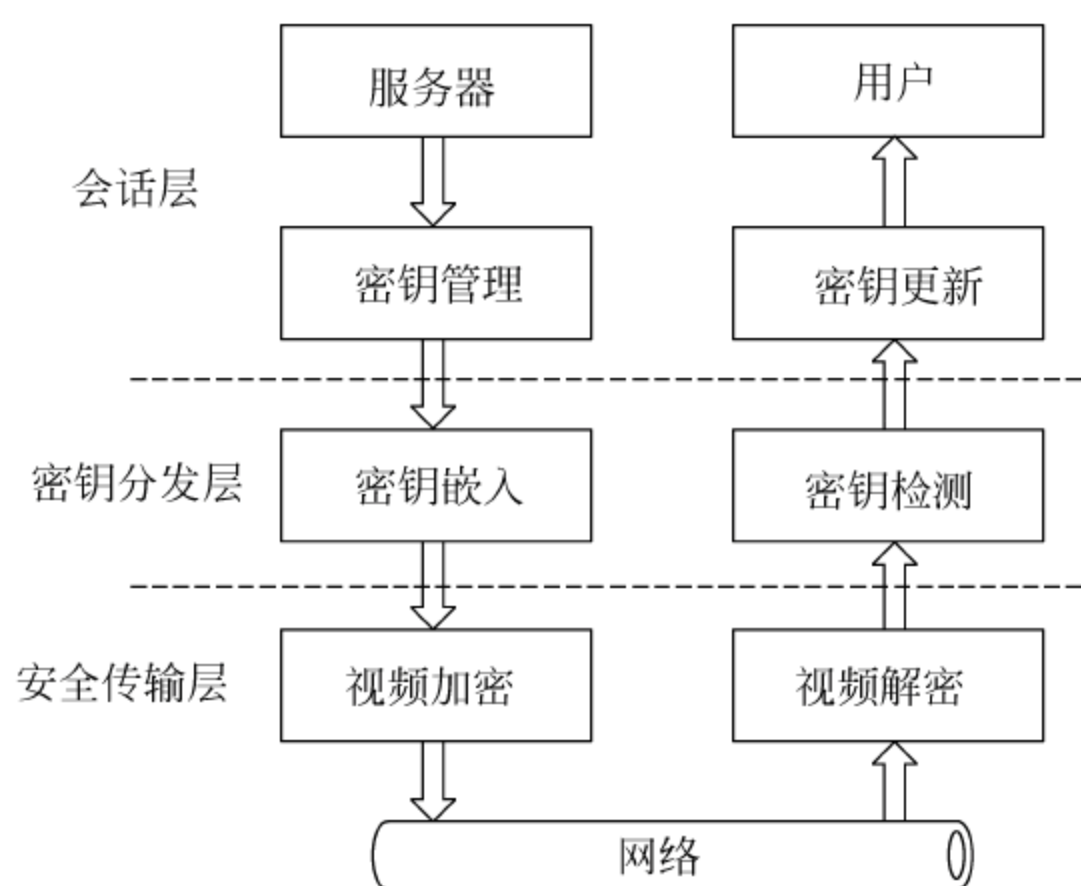 服务器
用户
会话层
密钥管理
密钥更新
密钥分发层
密钥嵌入
密钥检测
安全传输层
视频加密
视频解密
网络